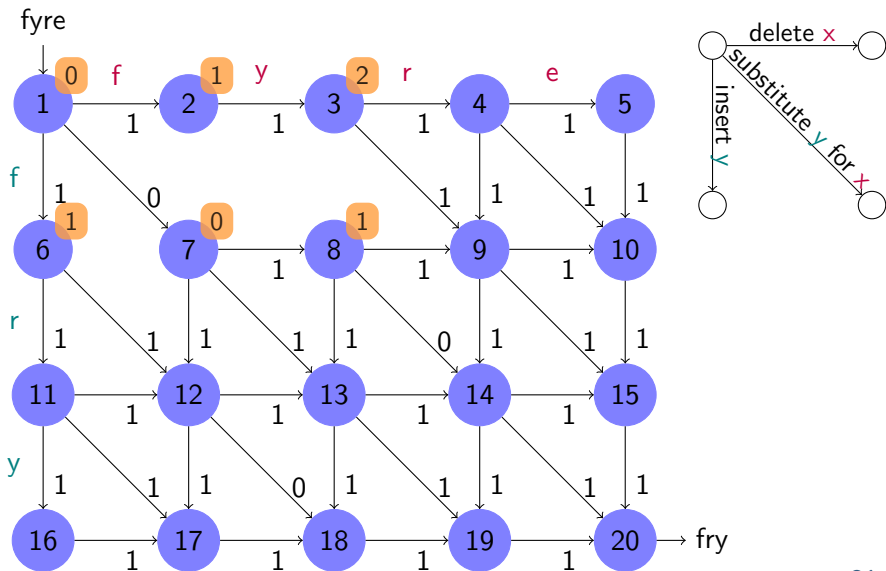 fyre
0 f 1 y 2 r e
1 2 3 4 5
1 1 1 1
f 1 0 1 1 1 1
1 0 1
6 7 8 9 10
1 1 1
r 1 1 1 1 1 0 1 1 1
11 12 13 14 15
1 1 1 1
y 1 1 1 0 1 1 1 1 1
16 17 18 19 20 fry
1 1 1 1
delete x
insert y
substitute y for x